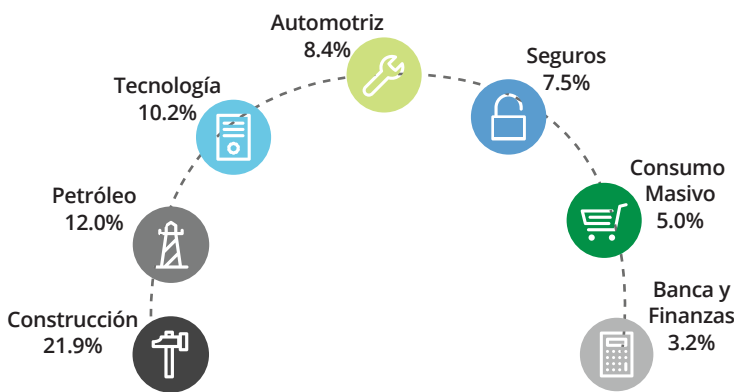 Automotriz
8.4%
Seguros
7.5%
Tecnología
10.2%
Consumo
Masivo
5.0%
Petróleo
12.0%
Banca y
Finanzas
3.2%
Construcción
21.9%